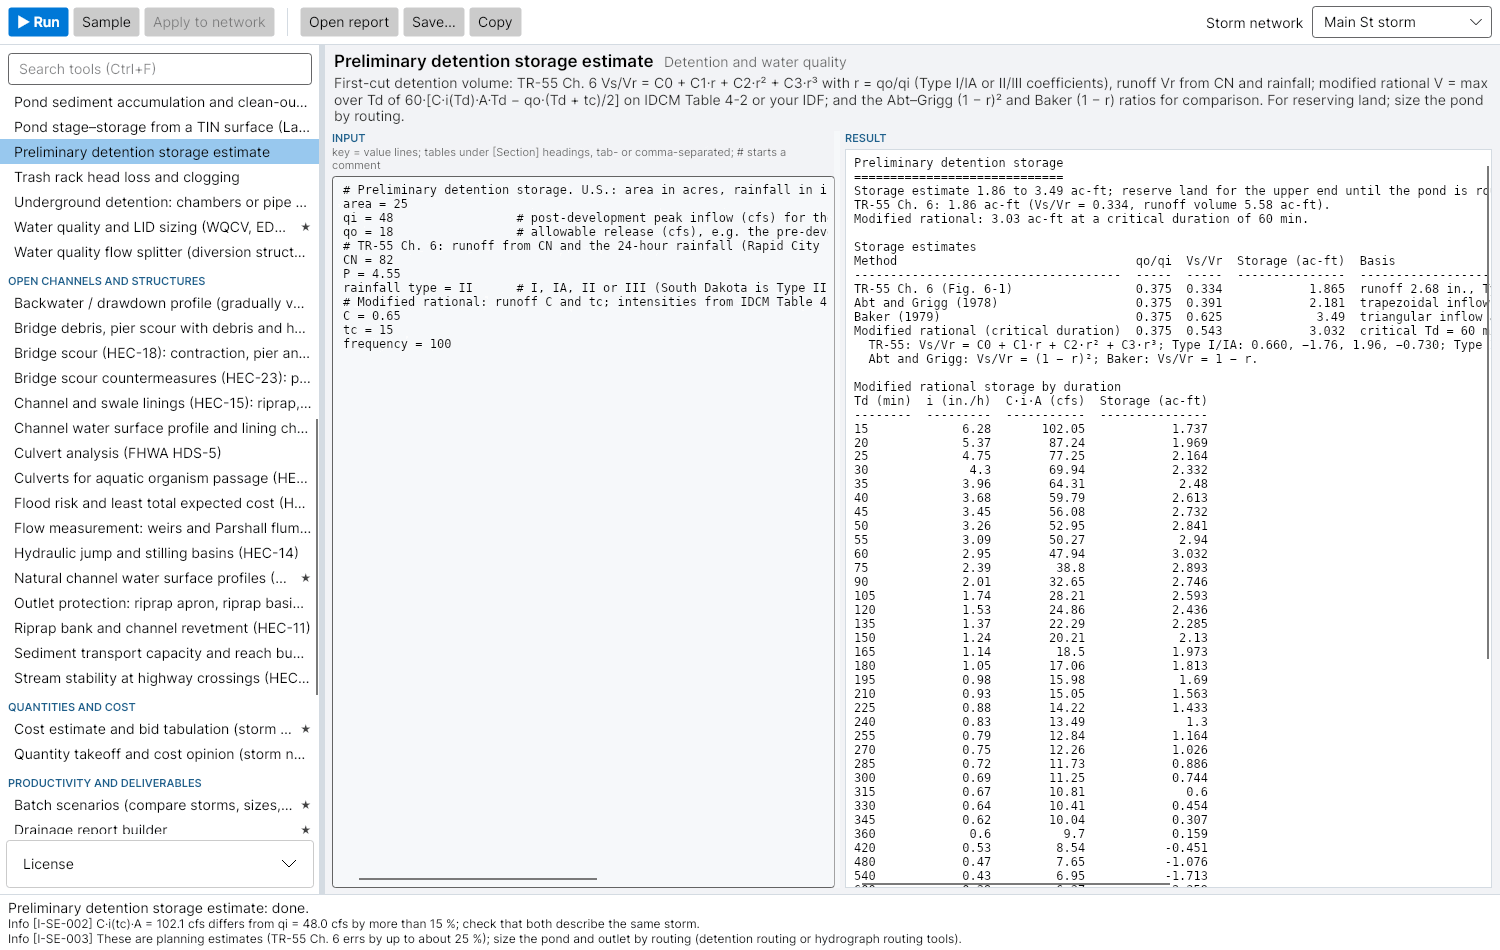 Run Sample Apply to network Open report Save... Copy Storm network Main St storm
Search tools (Ctrl+F)
Pond sediment accumulation and clean-ou...
Pond stage–storage from a TIN surface (La...
Preliminary detention storage estimate
Trash rack head loss and clogging
Underground detention: chambers or pipe ...
Water quality and LID sizing (WQCV, ED... ★
Water quality flow splitter (diversion struct...
OPEN CHANNELS AND STRUCTURES
Backwater / drawdown profile (gradually v...
Bridge debris, pier scour with debris and h...
Bridge scour (HEC-18): contraction, pier an...
Bridge scour countermeasures (HEC-23): p...
Channel and swale linings (HEC-15): riprap,...
Channel water surface profile and lining ch...
Culvert analysis (FHWA HDS-5)
Culverts for aquatic organism passage (HE...
Flood risk and least total expected cost (H...
Flow measurement: weirs and Parshall flum...
Hydraulic jump and stilling basins (HEC-14)
Natural channel water surface profiles (... ★
Outlet protection: riprap apron, riprap basi...
Riprap bank and channel revetment (HEC-11)
Sediment transport capacity and reach bu...
Stream stability at highway crossings (HEC...
QUANTITIES AND COST
Cost estimate and bid tabulation (storm ... ★
Quantity takeoff and cost opinion (storm n...
PRODUCTIVITY AND DELIVERABLES
Batch scenarios (compare storms, sizes,... ★
Drainage report builder ★
License
Preliminary detention storage estimate Detention and water quality
First-cut detention volume: TR-55 Ch. 6 Vs/Vr = C0 + C1·r + C2·r² + C3·r³ with r = qo/qi (Type I/IA or II/III coefficients), runoff Vr from CN and rainfall; modified rational V = max
over Td of 60·[C·i(Td)·A·Td − qo·(Td + tc)/2] on IDCM Table 4-2 or your IDF; and the Abt–Grigg (1 − r)² and Baker (1 − r) ratios for comparison. For reserving land; size the pond
by routing.
INPUT
key = value lines; tables under [Section] headings, tab- or comma-separated; # starts a
comment
# Preliminary detention storage. U.S.: area in acres, rainfall in i
area = 25
qi = 48 # post-development peak inflow (cfs) for th
qo = 18 # allowable release (cfs), e.g. the pre-dev
# TR-55 Ch. 6: runoff from CN and the 24-hour rainfall (Rapid City
CN = 82
P = 4.55
rainfall type = II # I, IA, II or III (South Dakota is Type II
# Modified rational: runoff C and tc; intensities from IDCM Table 4
C = 0.65
tc = 15
frequency = 100
RESULT
Preliminary detention storage
=============================
Storage estimate 1.86 to 3.49 ac-ft; reserve land for the upper end until the pond is ro
TR-55 Ch. 6: 1.86 ac-ft (Vs/Vr = 0.334, runoff volume 5.58 ac-ft).
Modified rational: 3.03 ac-ft at a critical duration of 60 min.
Storage estimates
Method qo/qi Vs/Vr Storage (ac-ft) Basis
------------------------------------- ----- ----- --------------- ------------------
TR-55 Ch. 6 (Fig. 6-1) 0.375 0.334 1.865 runoff 2.68 in., T
Abt and Grigg (1978) 0.375 0.391 2.181 trapezoidal inflow
Baker (1979) 0.375 0.625 3.49 triangular inflow
Modified rational (critical duration) 0.375 0.543 3.032 critical Td = 60 m
TR-55: Vs/Vr = C0 + C1·r + C2·r² + C3·r³; Type I/IA: 0.660, −1.76, 1.96, −0.730; Type
Abt and Grigg: Vs/Vr = (1 − r)²; Baker: Vs/Vr = 1 − r.
Modified rational storage by duration
Td (min) i (in./h) C·i·A (cfs) Storage (ac-ft)
-------- --------- ----------- ---------------
15 6.28 102.05 1.737
20 5.37 87.24 1.969
25 4.75 77.25 2.164
30 4.3 69.94 2.332
35 3.96 64.31 2.48
40 3.68 59.79 2.613
45 3.45 56.08 2.732
50 3.26 52.95 2.841
55 3.09 50.27 2.94
60 2.95 47.94 3.032
75 2.39 38.8 2.893
90 2.01 32.65 2.746
105 1.74 28.21 2.593
120 1.53 24.86 2.436
135 1.37 22.29 2.285
150 1.24 20.21 2.13
165 1.14 18.5 1.973
180 1.05 17.06 1.813
195 0.98 15.98 1.69
210 0.93 15.05 1.563
225 0.88 14.22 1.433
240 0.83 13.49 1.3
255 0.79 12.84 1.164
270 0.75 12.26 1.026
285 0.72 11.73 0.886
300 0.69 11.25 0.744
315 0.67 10.81 0.6
330 0.64 10.41 0.454
345 0.62 10.04 0.307
360 0.6 9.7 0.159
420 0.53 8.54 -0.451
480 0.47 7.65 -1.076
540 0.43 6.95 -1.713
Preliminary detention storage estimate: done.
Info [I-SE-002] C·i(tc)·A = 102.1 cfs differs from qi = 48.0 cfs by more than 15 %; check that both describe the same storm.
Info [I-SE-003] These are planning estimates (TR-55 Ch. 6 errs by up to about 25 %); size the pond and outlet by routing (detention routing or hydrograph routing tools).